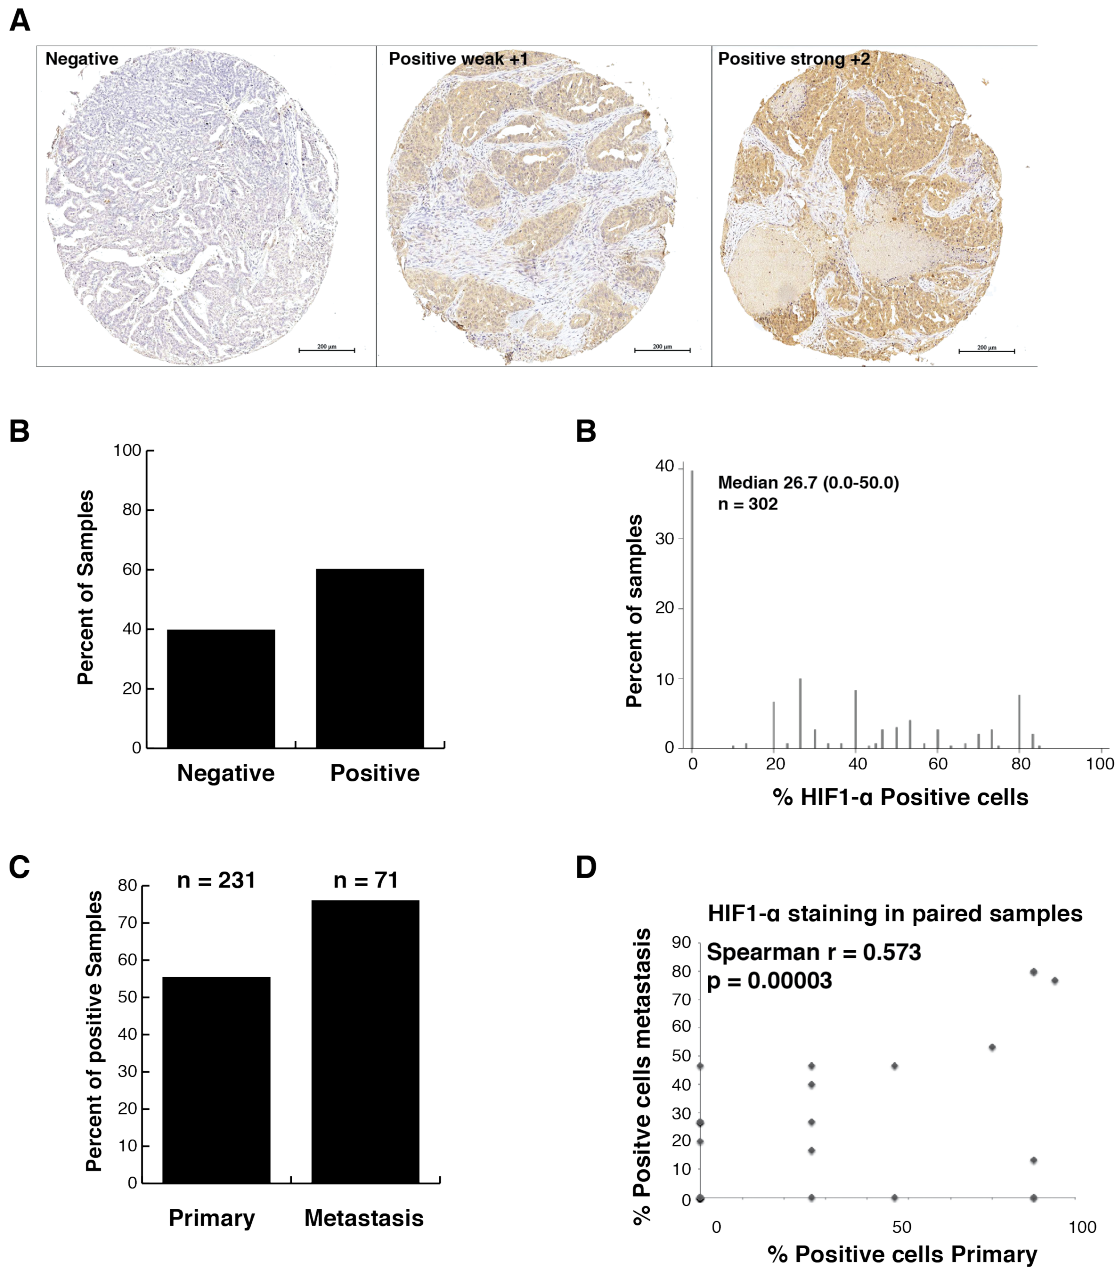 A
Negative
Positive weak +1
Positive strong +2
200 µm
200 µm
200 µm
B
100
80
60
40
20
0
Percent of Samples
Negative
Positive
B
Median 26.7 (0.0-50.0)
n = 302
40
30
20
10
0
Percent of samples
0
20
40
60
80
100
% HIF1-α Positive cells
C
n = 231
n = 71
80
70
60
50
40
30
20
10
0
Percent of positive Samples
Primary
Metastasis
D
HIF1-α staining in paired samples
Spearman r = 0.573
p = 0.00003
90
80
70
60
50
40
30
20
10
0
% Positve cells metastasis
0
50
100
% Positive cells Primary